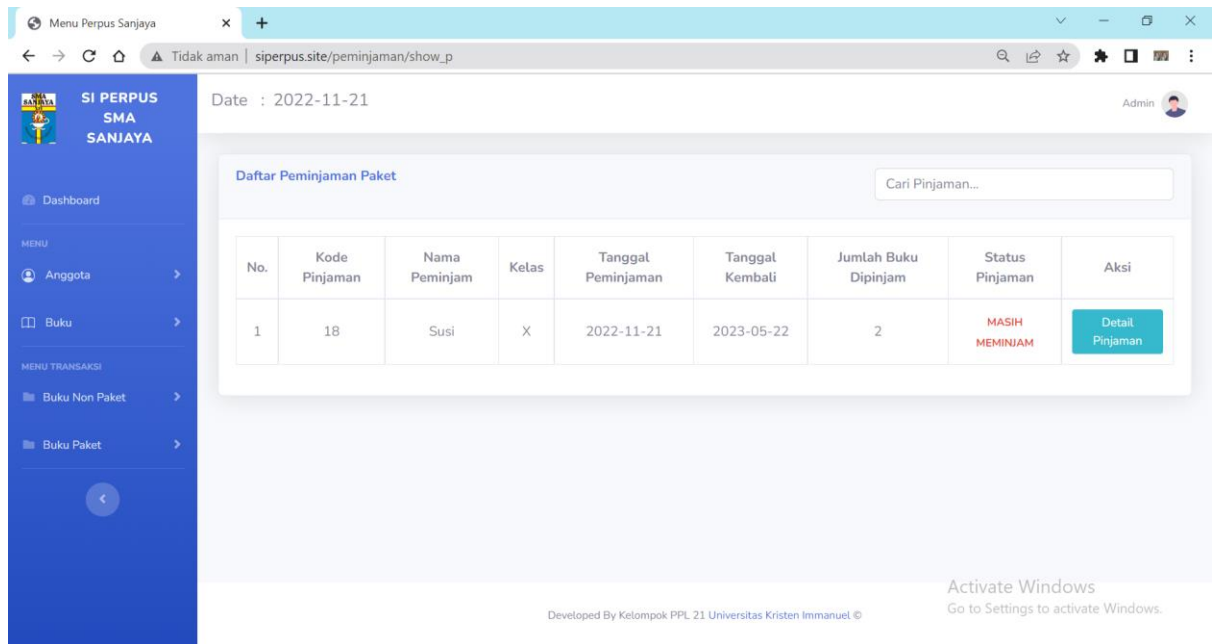 Menu Perpus Sanjaya
Tidak aman | siperpus.site/peminjaman/show_p
SMA
SANJAYA
SI PERPUS
SMA
SANJAYA
Date : 2022-11-21
Admin
Dashboard
MENU
Anggota
Buku
MENU TRANSAKSI
Buku Non Paket
Buku Paket
Daftar Peminjaman Paket
Cari Pinjaman...
No. Kode Pinjaman Nama Peminjam Kelas Tanggal Peminjaman Tanggal Kembali Jumlah Buku Dipinjam Status Pinjaman Aksi
1 18 Susi X 2022-11-21 2023-05-22 2 MASIH MEMINJAM Detail Pinjaman
Activate Windows
Go to Settings to activate Windows.
Developed By Kelompok PPL 21 Universitas Kristen Immanuel ©